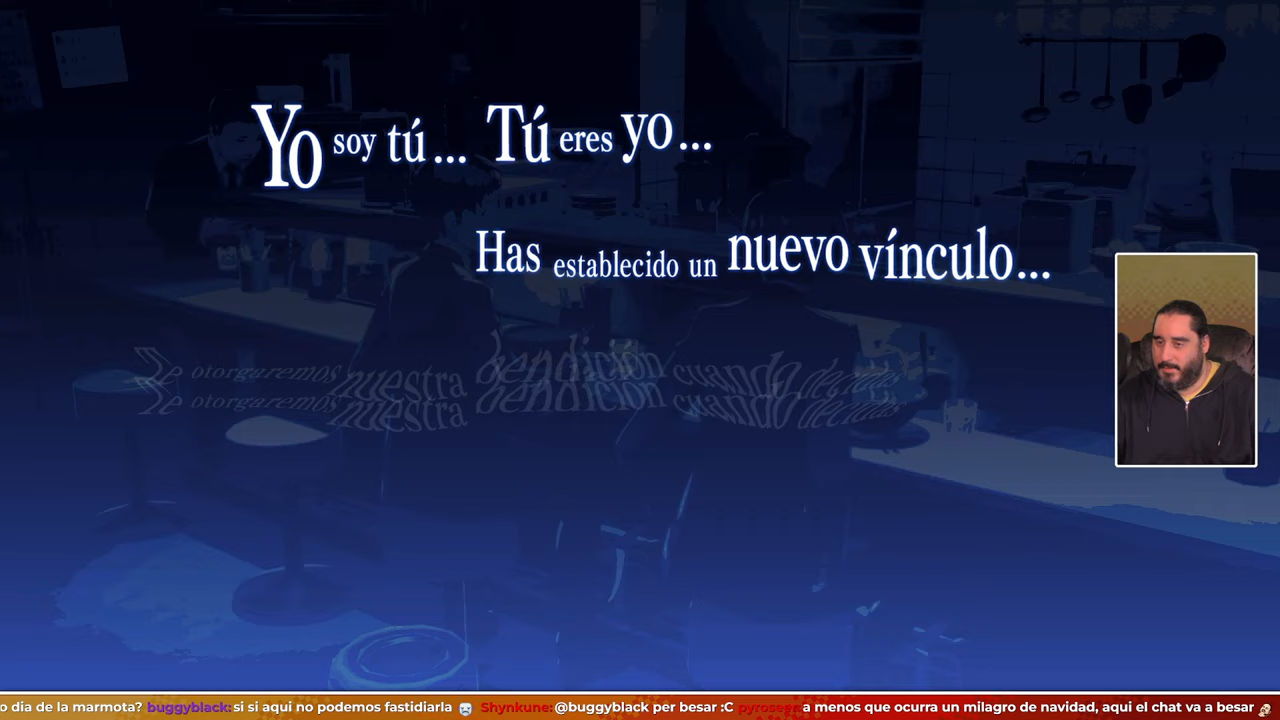 Yo soy tú... Tú eres yo...
Has establecido un nuevo vínculo...
Te otorgaremos nuestra bendición cuando decidas
o dia de la marmota? buggyblack: si si aqui no podemos fastidiarla Shynkune: @buggyblack per besar :C a menos que ocurra un milagro de navidad, aqui el chat va a besar